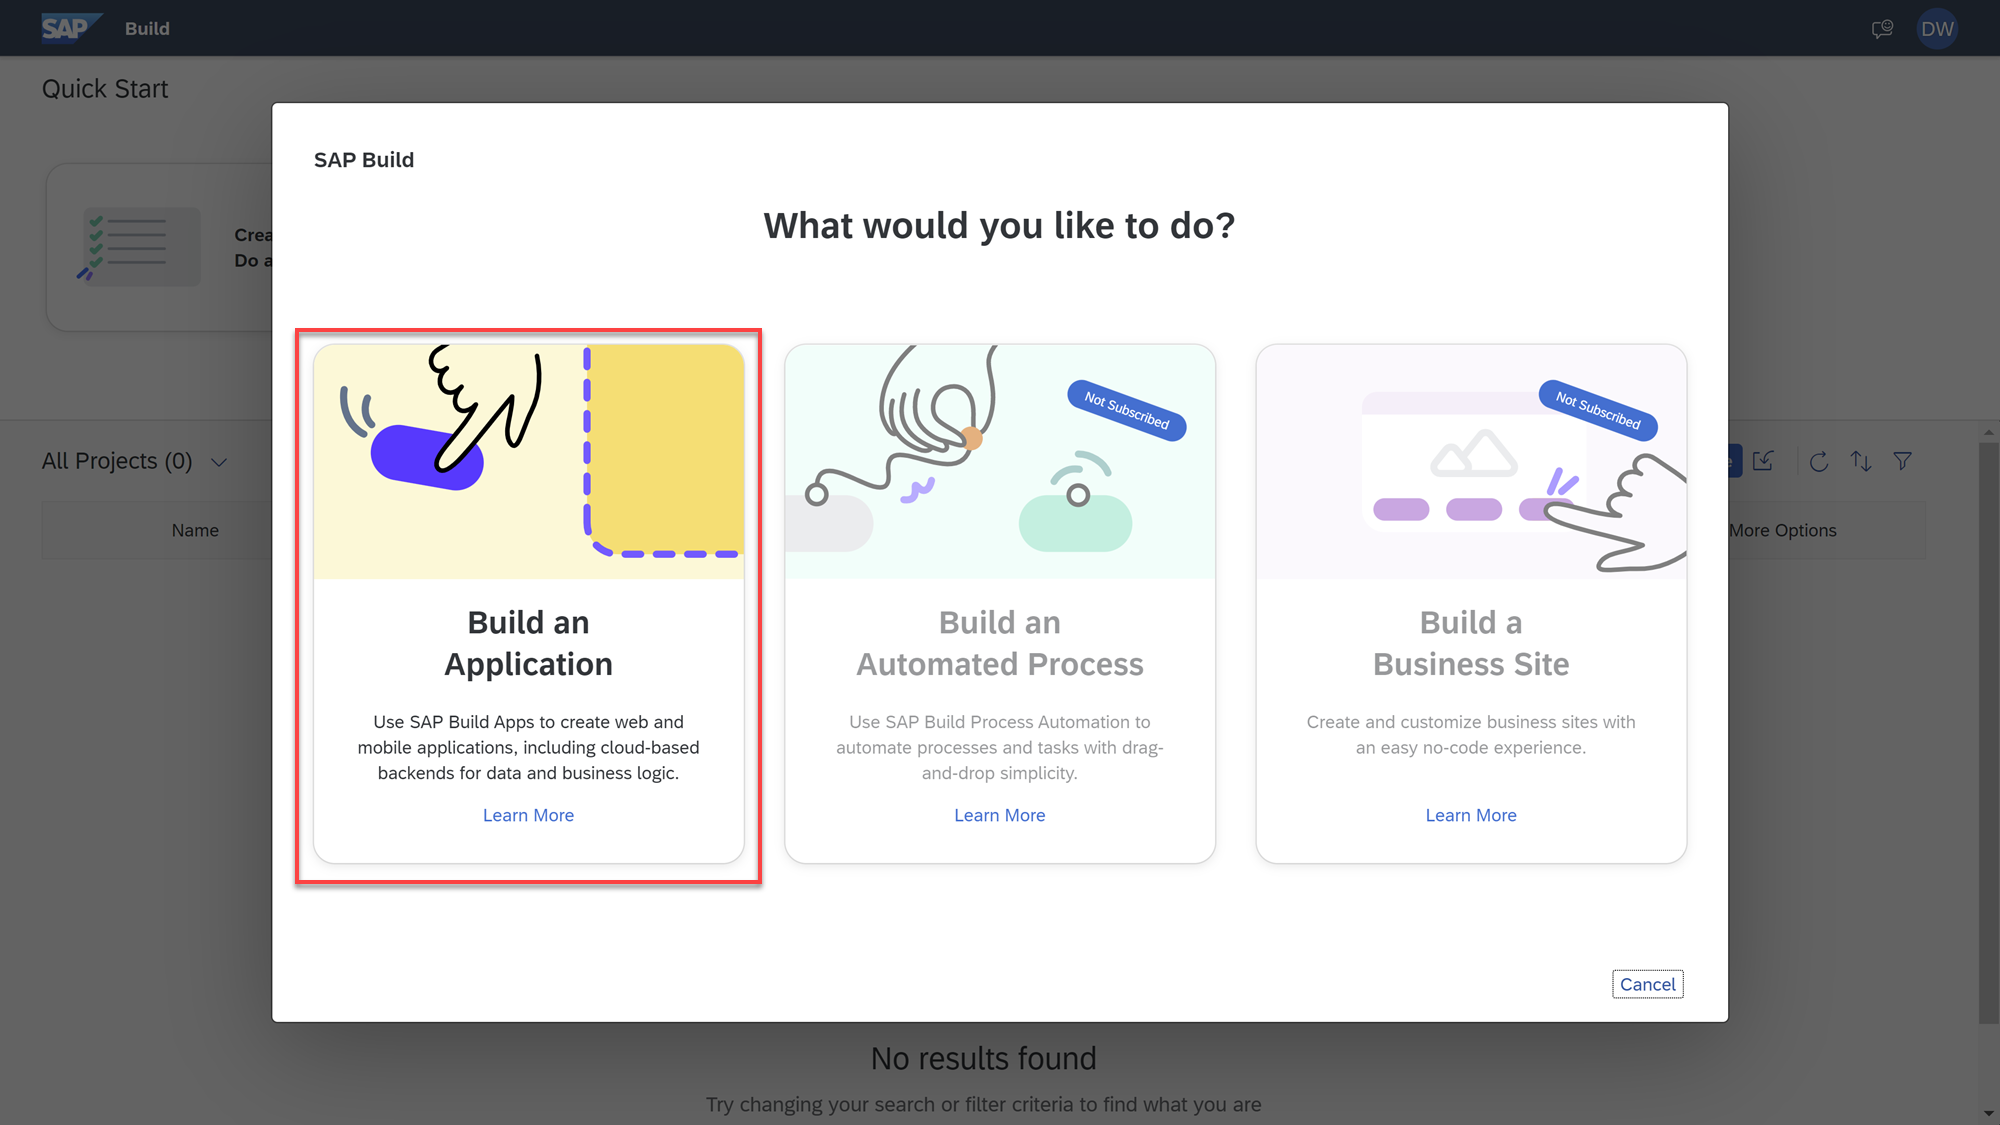 SAP Build
DW
Quick Start
SAP Build
What would you like to do?
Crea
Do a
Not Subscribed
Not Subscribed
All Projects (0)
e
Name
More Options
Build an
Application
Use SAP Build Apps to create web and
mobile applications, including cloud-based
backends for data and business logic.
Learn More
Build an
Automated Process
Use SAP Build Process Automation to
automate processes and tasks with drag-
and-drop simplicity.
Learn More
Build a
Business Site
Create and customize business sites with
an easy no-code experience.
Learn More
Cancel
No results found
Try changing your search or filter criteria to find what you are